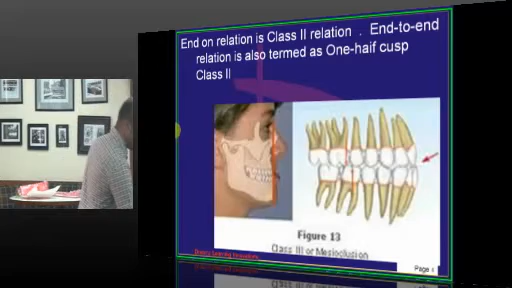 End on relation is Class II relation . End-to-end
relation is also termed as One-half cusp
Class II
Figure 13
Class III or Mesioclusion
Page